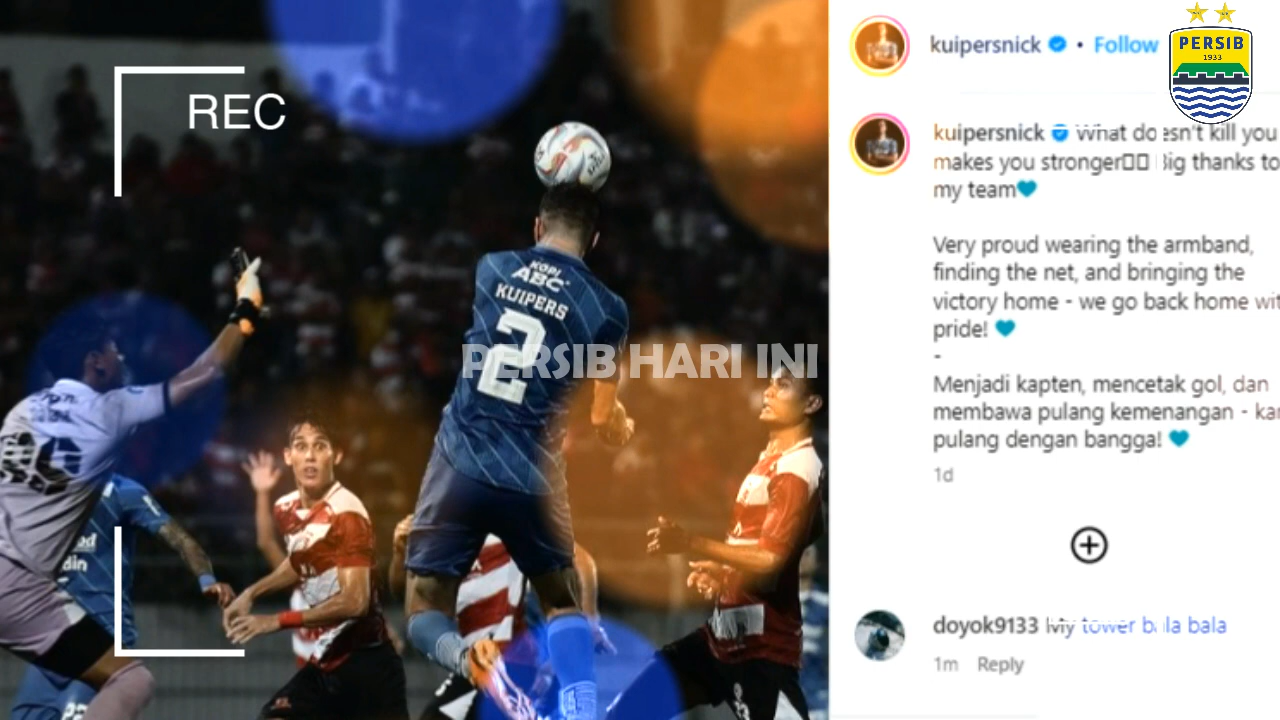 REC
KOPI
ABC
KUIPERS
2
PERSIB HARI INI
kuipersnick • Follow
PERSIB
1933
kuipersnick What doesn't kill you
makes you stronger Big thanks to
my team
Very proud wearing the armband,
finding the net, and bringing the
victory home - we go back home wit
pride!
-
Menjadi kapten, mencetak gol, dan
membawa pulang kemenangan - kar
pulang dengan bangga!
1d
doyok9133 My tower bala bala
1m Reply